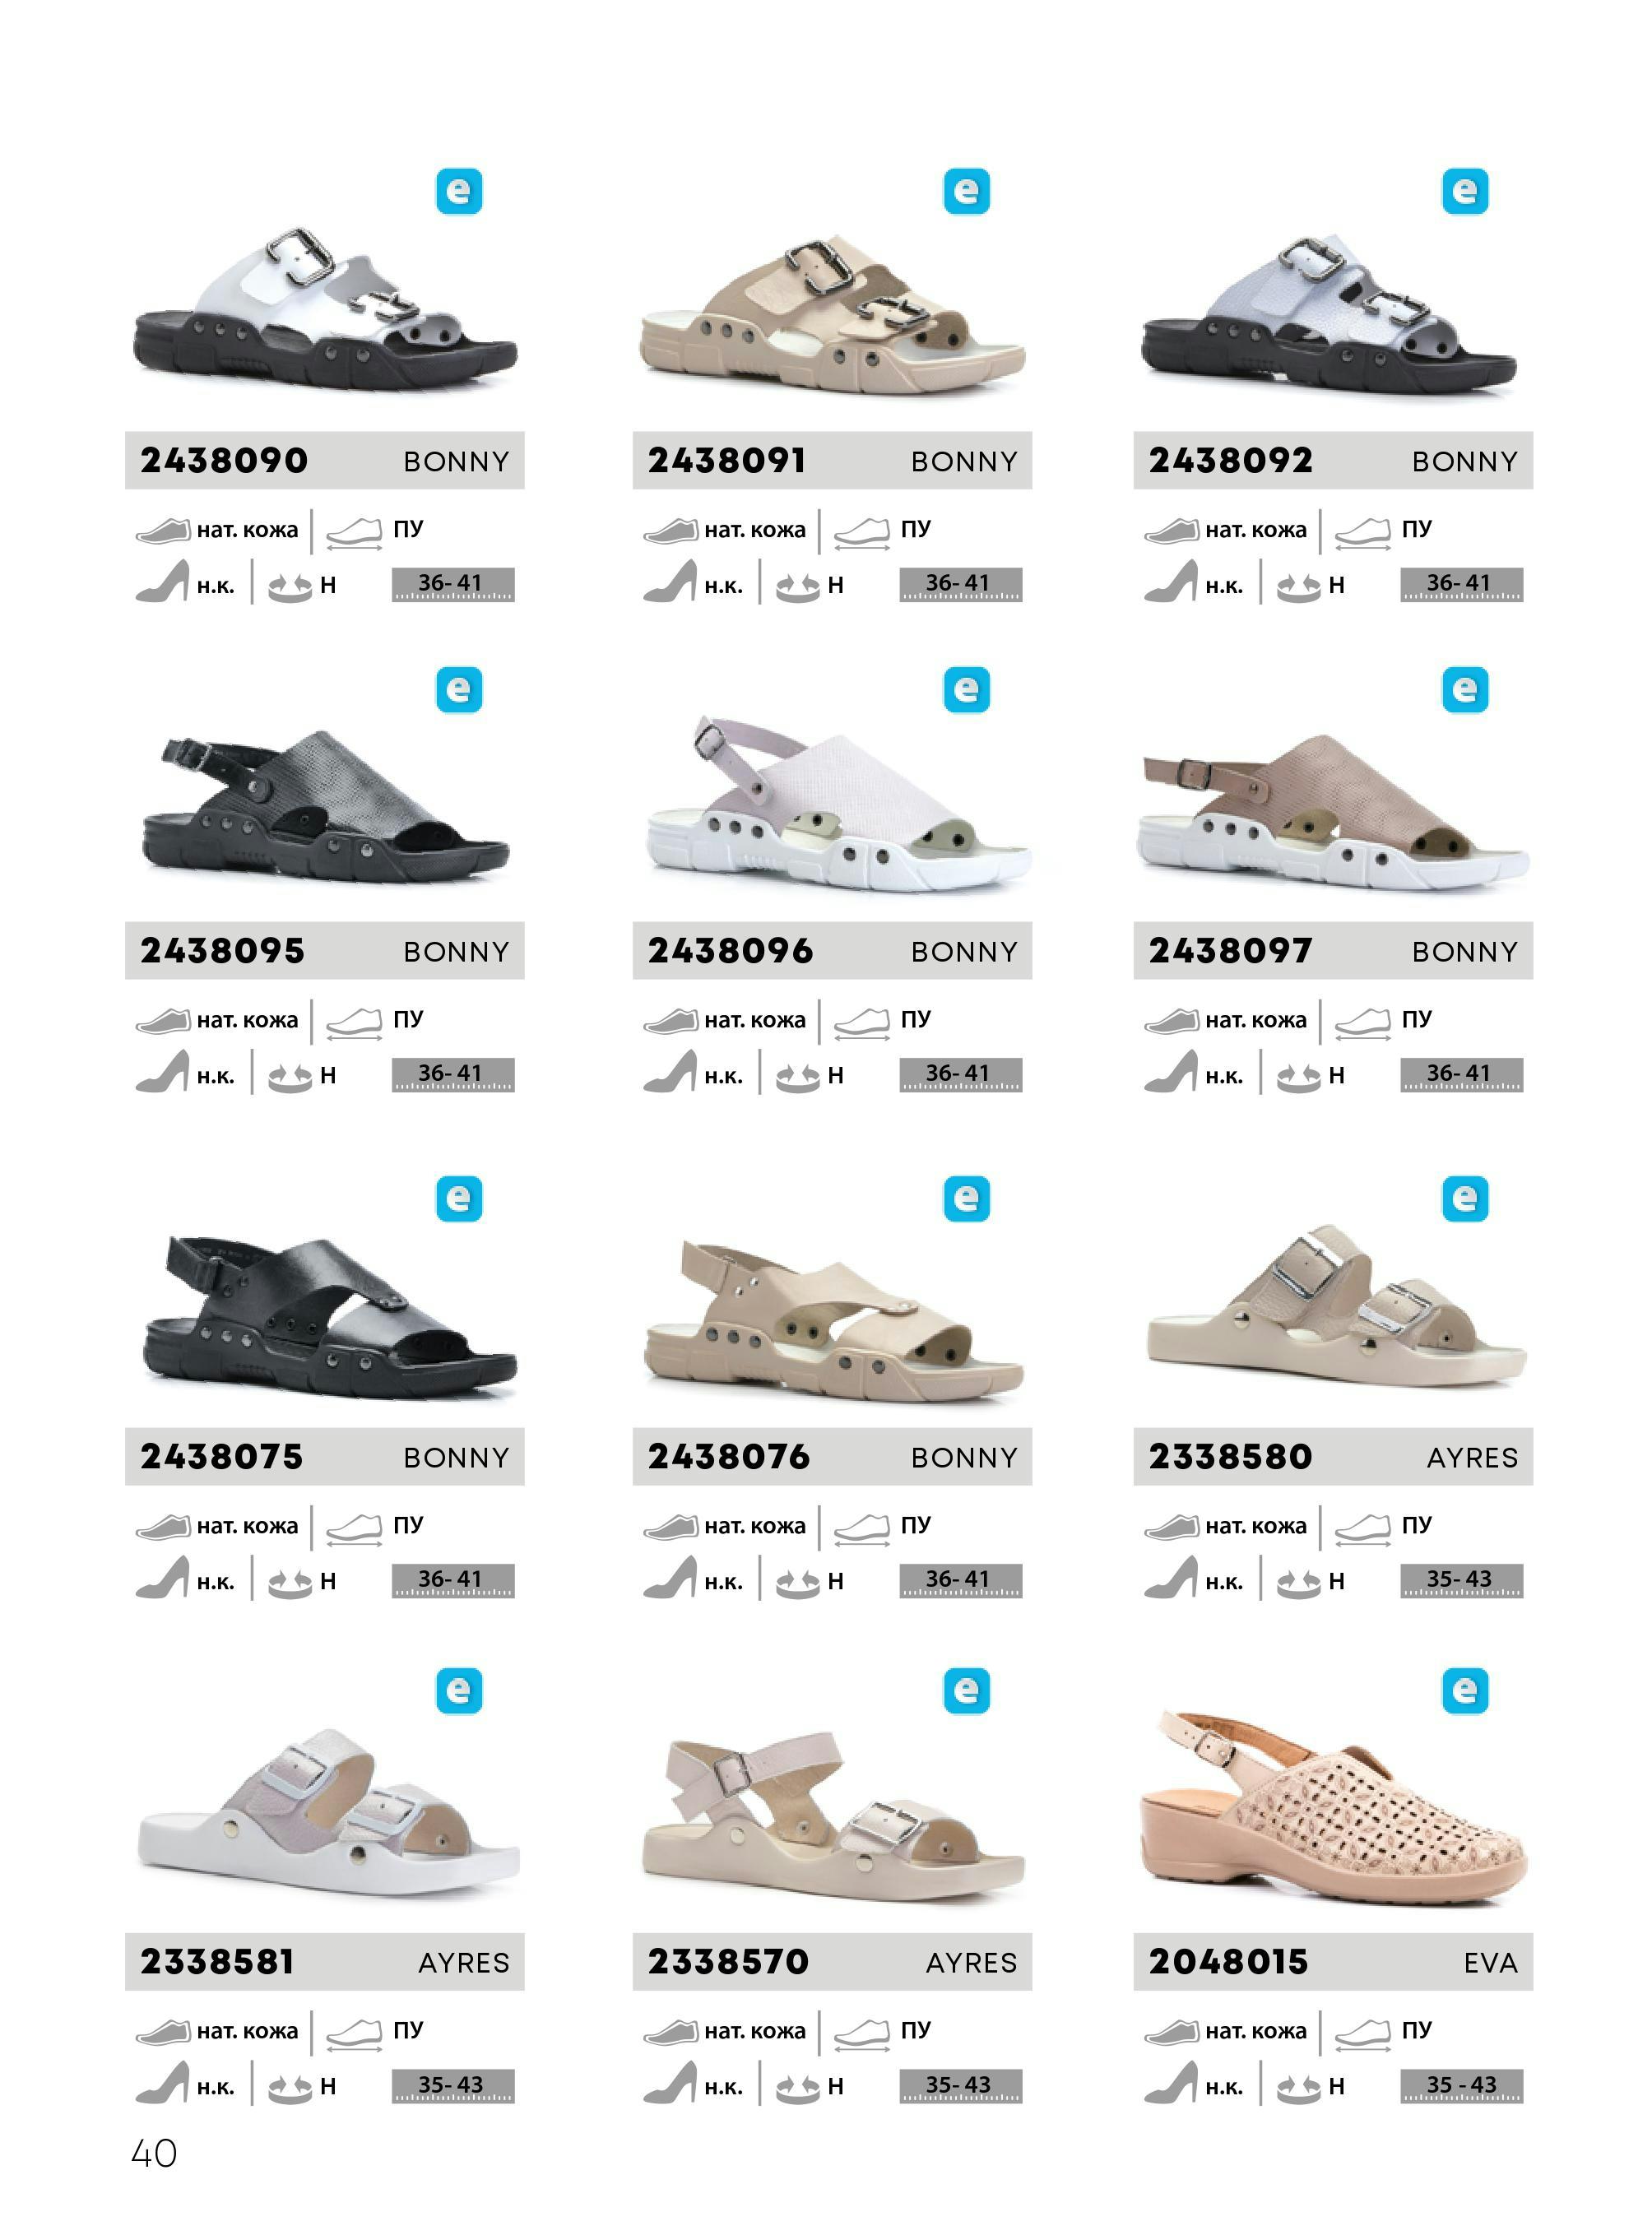 e e e
2438090 BONNY 2438091 BONNY 2438092 BONNY
нат. кожа ПУ нат. кожа ПУ нат. кожа ПУ
н.к. Н 36-41 н.к. Н 36-41 н.к. Н 36-41
e e e
2438095 BONNY 2438096 BONNY 2438097 BONNY
нат. кожа ПУ нат. кожа ПУ нат. кожа ПУ
н.к. Н 36-41 н.к. Н 36-41 н.к. Н 36-41
e e e
2438075 BONNY 2438076 BONNY 2338580 AYRES
нат. кожа ПУ нат. кожа ПУ нат. кожа ПУ
н.к. Н 36-41 н.к. Н 36-41 н.к. Н 35-43
e e e
2338581 AYRES 2338570 AYRES 2048015 EVA
нат. кожа ПУ нат. кожа ПУ нат. кожа ПУ
н.к. Н 35-43 н.к. Н 35-43 н.к. Н 35 - 43
40